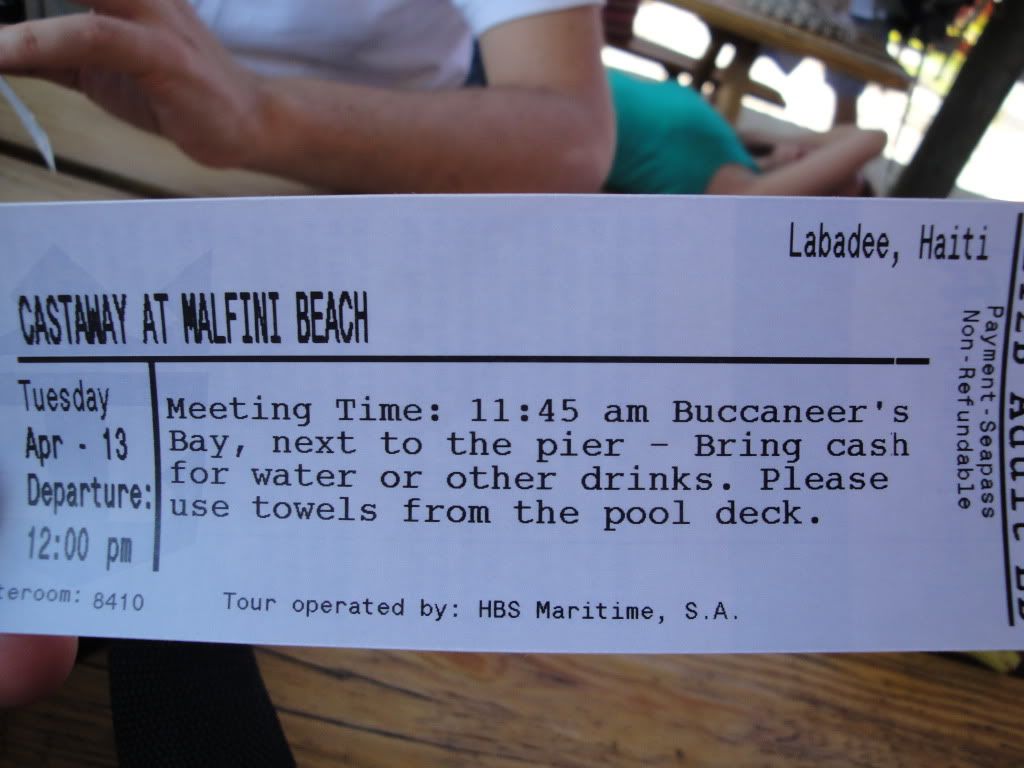 Labadee, Haiti
CASTAWAY AT MALFINI BEACH
Tuesday
Apr - 13
Departure:
12:00 pm
Meeting Time: 11:45 am Buccaneer's
Bay, next to the pier - Bring cash
for water or other drinks. Please
use towels from the pool deck.
8410
Tour operated by: HBS Maritime, S.A.
Payment-Seapass
Non-Refundable
Adult